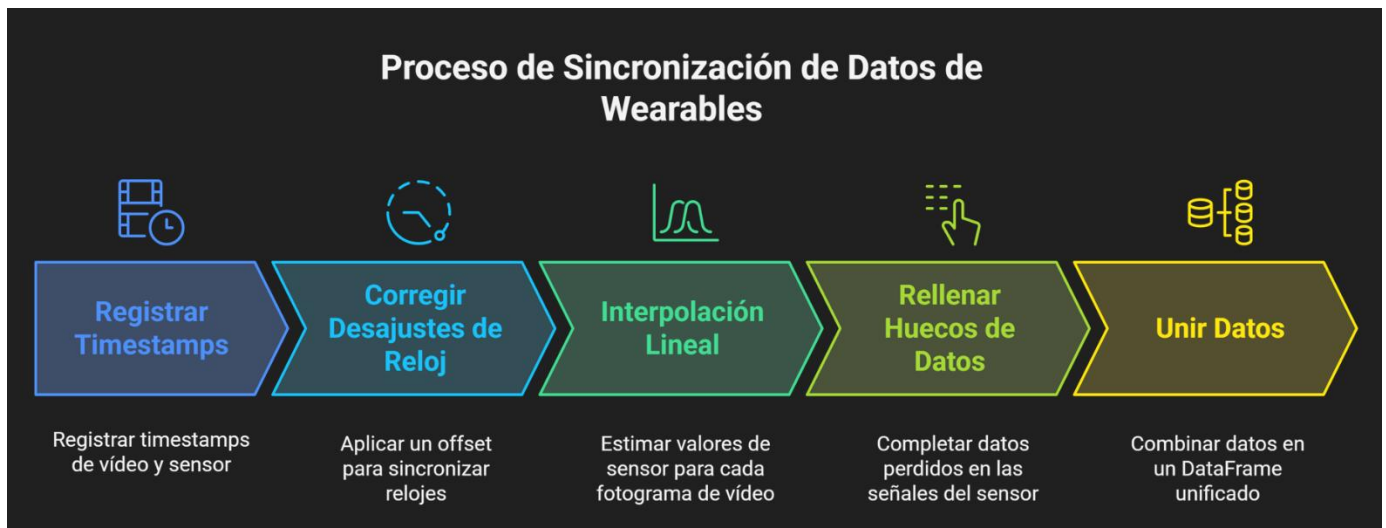 Proceso de Sincronización de Datos de
Wearables
Registrar
Timestamps
Corregir
Desajustes de
Reloj
Interpolación
Lineal
Rellenar
Huecos de
Datos
Unir Datos
Registrar timestamps
de vídeo y sensor
Aplicar un offset
para sincronizar
relojes
Estimar valores de
sensor para cada
fotograma de vídeo
Completar datos
perdidos en las
señales del sensor
Combinar datos en
un DataFrame
unificado